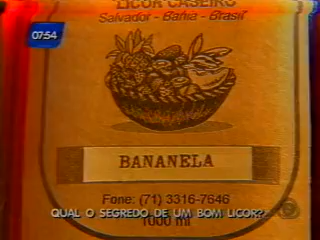 LICOR CASEIRO
07:54
Salvador - Bahia - Brasil
BANANELA
Fone: (71) 3316-7646
QUAL O SEGREDO DE UM BOM LICOR?
1000 ml